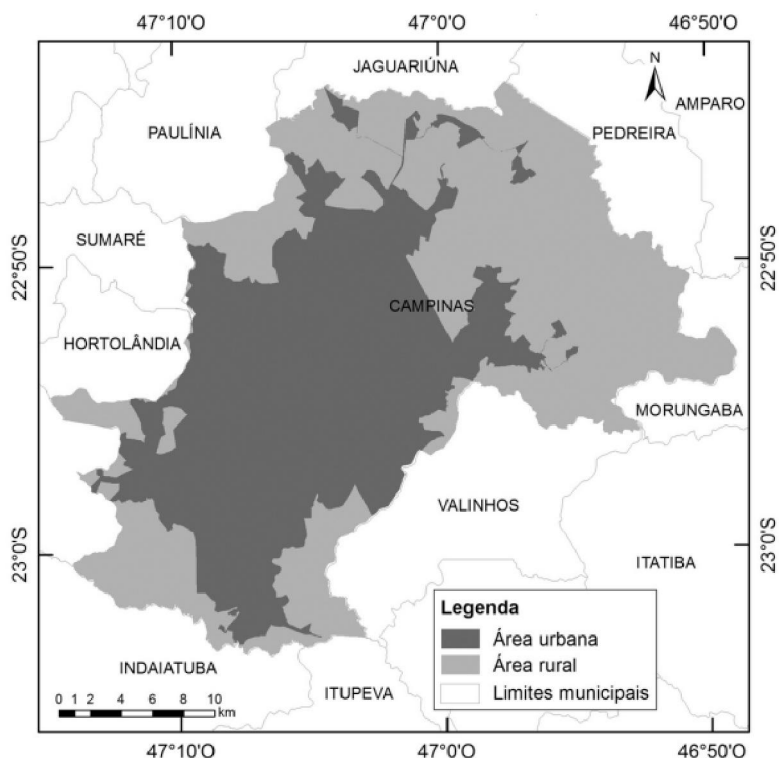 47°10'O 47°0'O 46°50'O
JAGUARIÚNA
N
AMPARO
PAULÍNIA
PEDREIRA
SUMARÉ
22°50'S
22°50'S
CAMPINAS
HORTOLÂNDIA
MORUNGABA
VALINHOS
23°0'S
23°0'S
ITATIBA
Legenda
Área urbana
Área rural
Limites municipais
INDAIATUBA
ITUPEVA
0 1 2 4 6 8 10
km
47°10'O 47°0'O 46°50'O